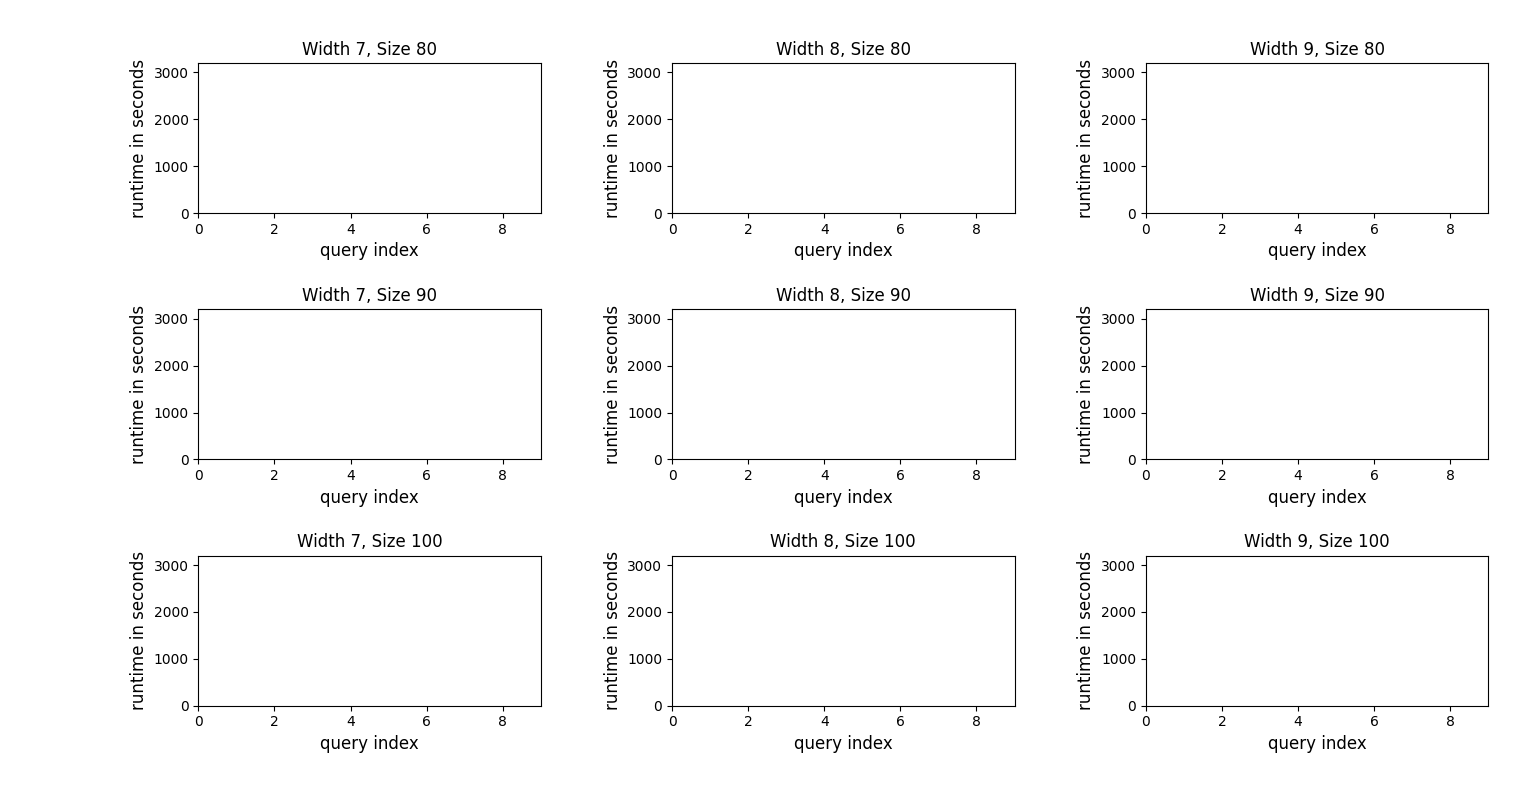 Width 7, Size 80
Width 8, Size 80
Width 9, Size 80
runtime in seconds
3000
2000
1000
0
0 2 4 6 8
query index
runtime in seconds
3000
2000
1000
0
0 2 4 6 8
query index
runtime in seconds
3000
2000
1000
0
0 2 4 6 8
query index
Width 7, Size 90
Width 8, Size 90
Width 9, Size 90
runtime in seconds
3000
2000
1000
0
0 2 4 6 8
query index
runtime in seconds
3000
2000
1000
0
0 2 4 6 8
query index
runtime in seconds
3000
2000
1000
0
0 2 4 6 8
query index
Width 7, Size 100
Width 8, Size 100
Width 9, Size 100
runtime in seconds
3000
2000
1000
0
0 2 4 6 8
query index
runtime in seconds
3000
2000
1000
0
0 2 4 6 8
query index
runtime in seconds
3000
2000
1000
0
0 2 4 6 8
query index